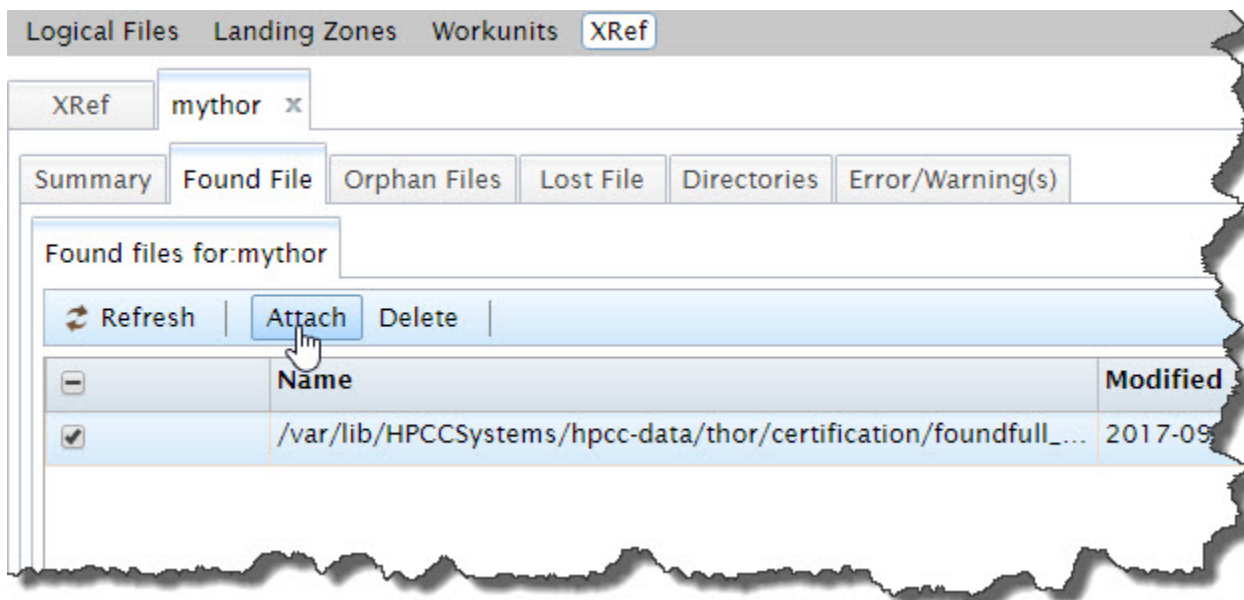 Logical Files Landing Zones Workunits XRef
XRef mythor x
Summary Found File Orphan Files Lost File Directories Error/Warning(s)
Found files for:mythor
Refresh Attach Delete
Name Modified
/var/lib/HPCCSystems/hpcc-data/thor/certification/foundfull_... 2017-09